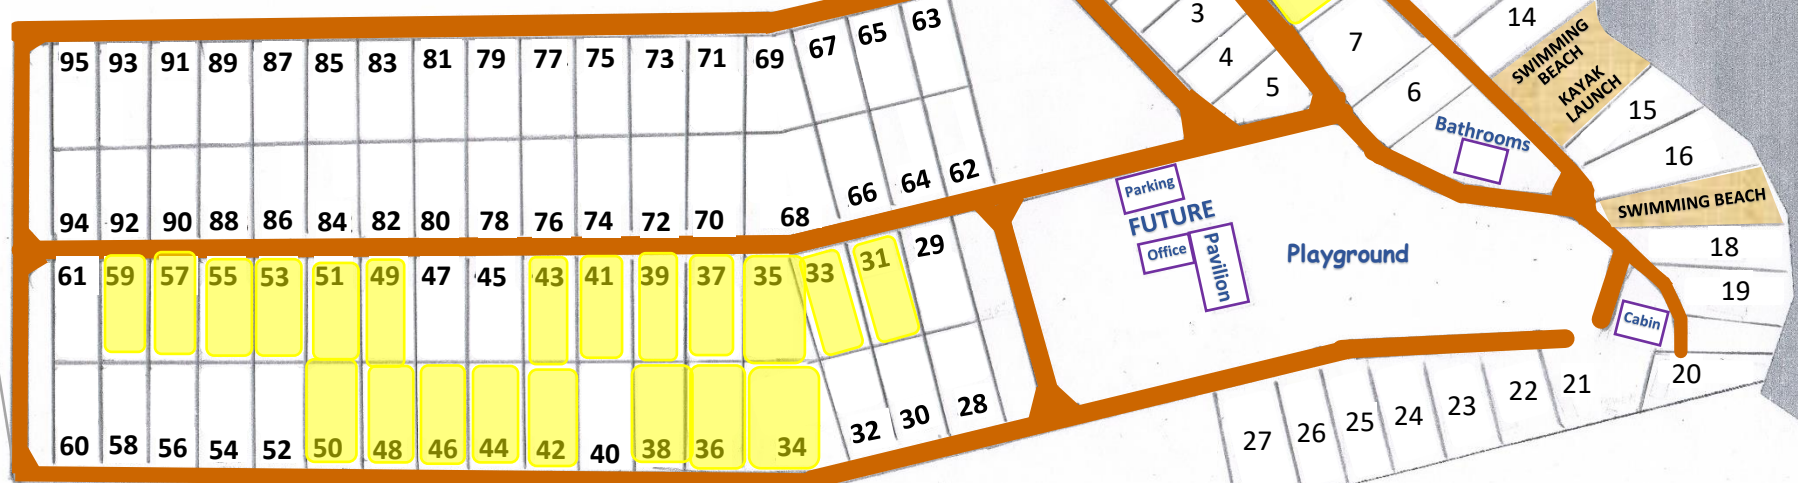 95 93 91 89 87 85 83 81 79 77 75 73 71 69 67 65 63
94 92 90 88 86 84 82 80 78 76 74 72 70 68 66 64 62
61 59 57 55 53 51 49 47 45 43 41 39 37 35 33 31 29
60 58 56 54 52 50 48 46 44 42 40 38 36 34 32 30 28
3
4
5
7
6
14
SWIMMING
BEACH
KAYAK
LAUNCH
15
16
Bathrooms
SWIMMING BEACH
18
19
Parking
FUTURE
Office
Pavilion
Playground
Cabin
20
27 26 25 24 23 22 21